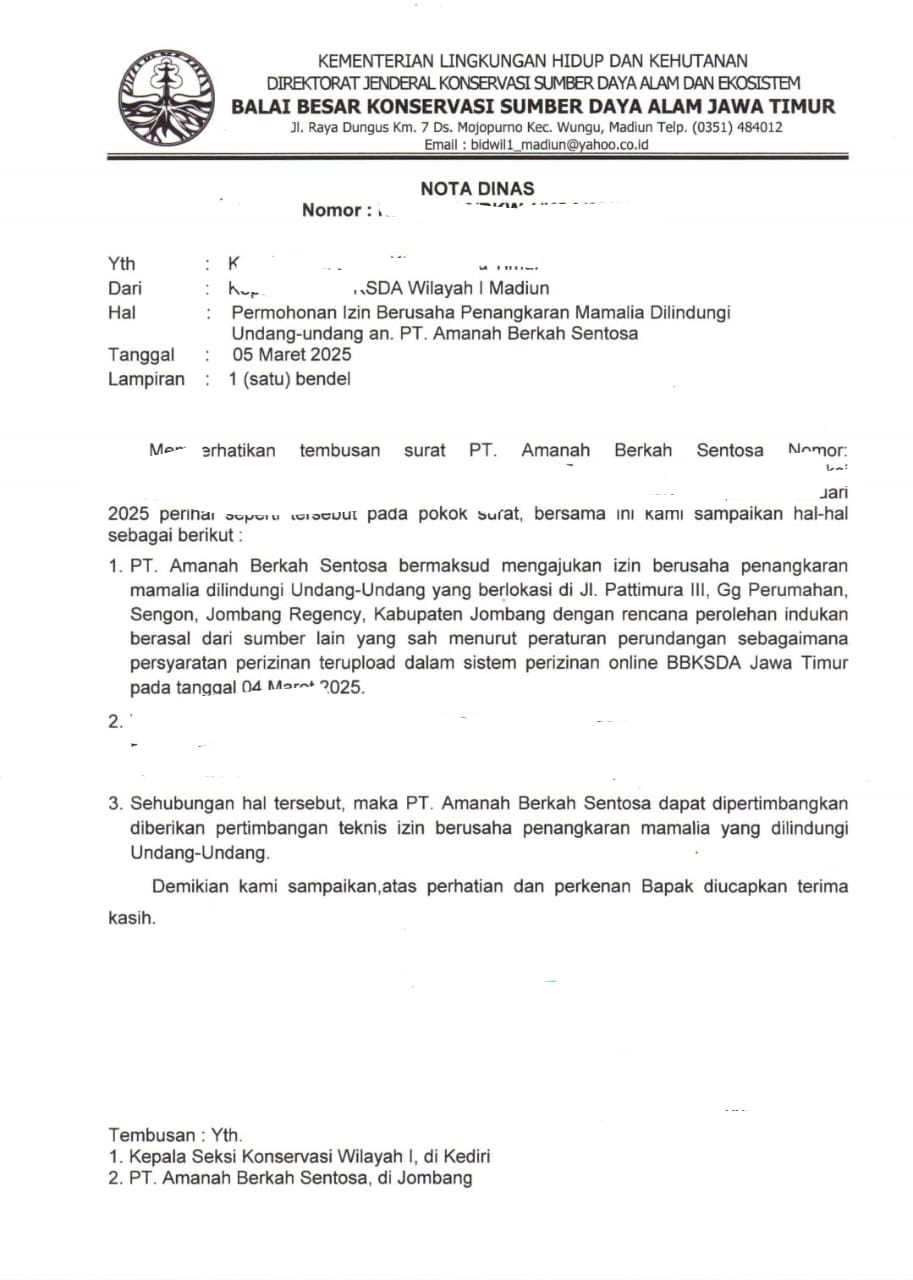 KEMENTERIAN LINGKUNGAN HIDUP DAN KEHUTANAN
DIREKTORAT JENDERAL KONSERVASI SUMBER DAYA ALAM DAN EKOSISTEM
BALAI BESAR KONSERVASI SUMBER DAYA ALAM JAWA TIMUR
Jl. Raya Dungus Km. 7 Ds. Mojopurno Kec. Wungu, Madiun Telp. (0351) 484012
Email : bidwil1_madiun@yahoo.co.id
NOTA DINAS
Nomor :
Yth : K
Dari : KSDA Wilayah I Madiun
Hal : Permohonan Izin Berusaha Penangkaran Mamalia Dilindungi
Undang-undang an. PT. Amanah Berkah Sentosa
Tanggal : 05 Maret 2025
Lampiran : 1 (satu) bendel
erhatikan tembusan surat PT. Amanah Berkah Sentosa Nomor:
uari
2025 perihal seperti tersebut pada pokok surat, bersama ini kami sampaikan hal-hal
sebagai berikut :
1. PT. Amanah Berkah Sentosa bermaksud mengajukan izin berusaha penangkaran
mamalia dilindungi Undang-Undang yang berlokasi di Jl. Pattimura III, Gg Perumahan,
Sengon, Jombang Regency, Kabupaten Jombang dengan rencana perolehan indukan
berasal dari sumber lain yang sah menurut peraturan perundangan sebagaimana
persyaratan perizinan terupload dalam sistem perizinan online BBKSDA Jawa Timur
pada tanggal 04 Maret 2025.
2.
3. Sehubungan hal tersebut, maka PT. Amanah Berkah Sentosa dapat dipertimbangkan
diberikan pertimbangan teknis izin berusaha penangkaran mamalia yang dilindungi
Undang-Undang.
Demikian kami sampaikan,atas perhatian dan perkenan Bapak diucapkan terima
kasih.
Tembusan : Yth.
1. Kepala Seksi Konservasi Wilayah I, di Kediri
2. PT. Amanah Berkah Sentosa, di Jombang